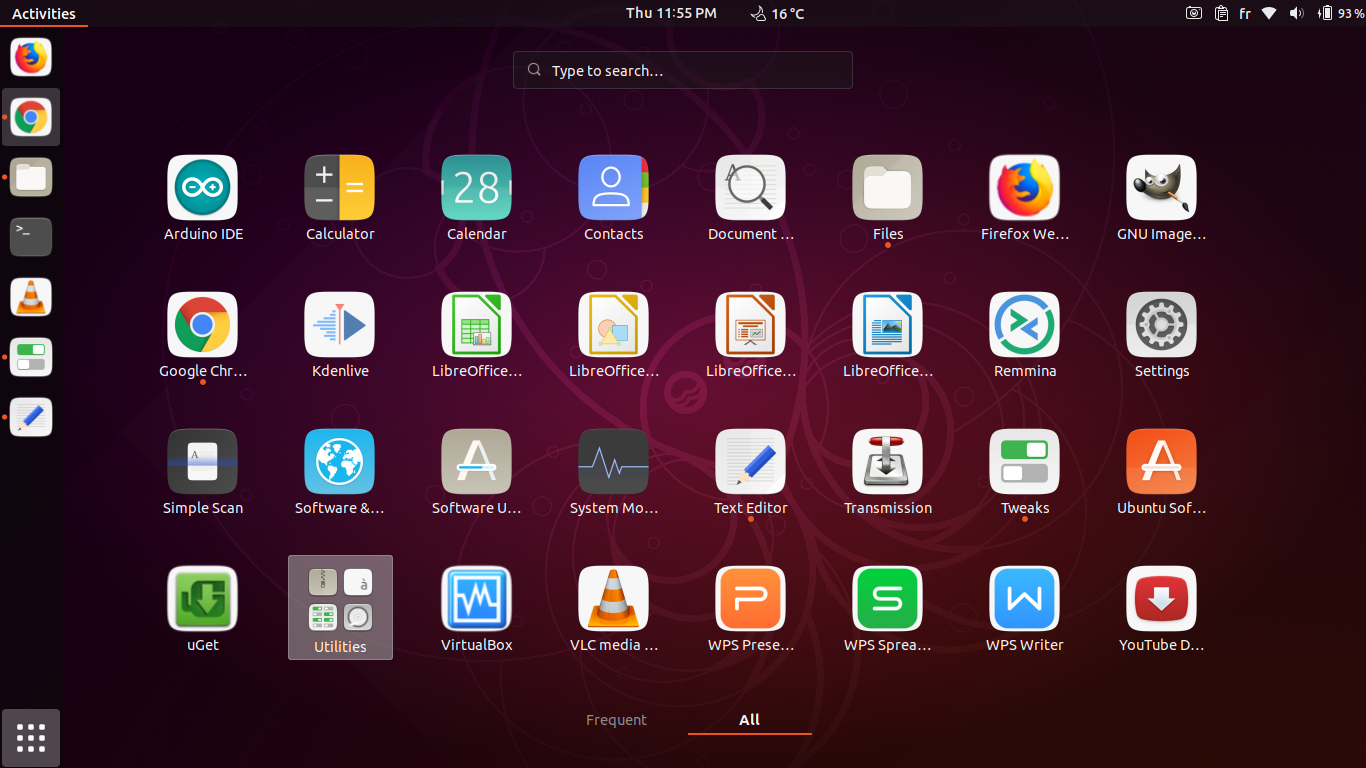 Activities
Thu 11:55 PM
16 °C
fr
93 %
Type to search...
Arduino IDE
Calculator
28
Calendar
Contacts
A
Document ...
Files
Firefox We...
GNU Image...
Google Chr...
Kdenlive
LibreOffice...
LibreOffice...
LibreOffice...
LibreOffice...
Remmina
Settings
A
Simple Scan
Software &...
Software U...
System Mo...
Text Editor
Transmission
Tweaks
Ubuntu Sof...
uGet
à
Utilities
VirtualBox
VLC media ...
P
WPS Prese...
S
WPS Sprea...
W
WPS Writer
YouTube D...
Frequent
All